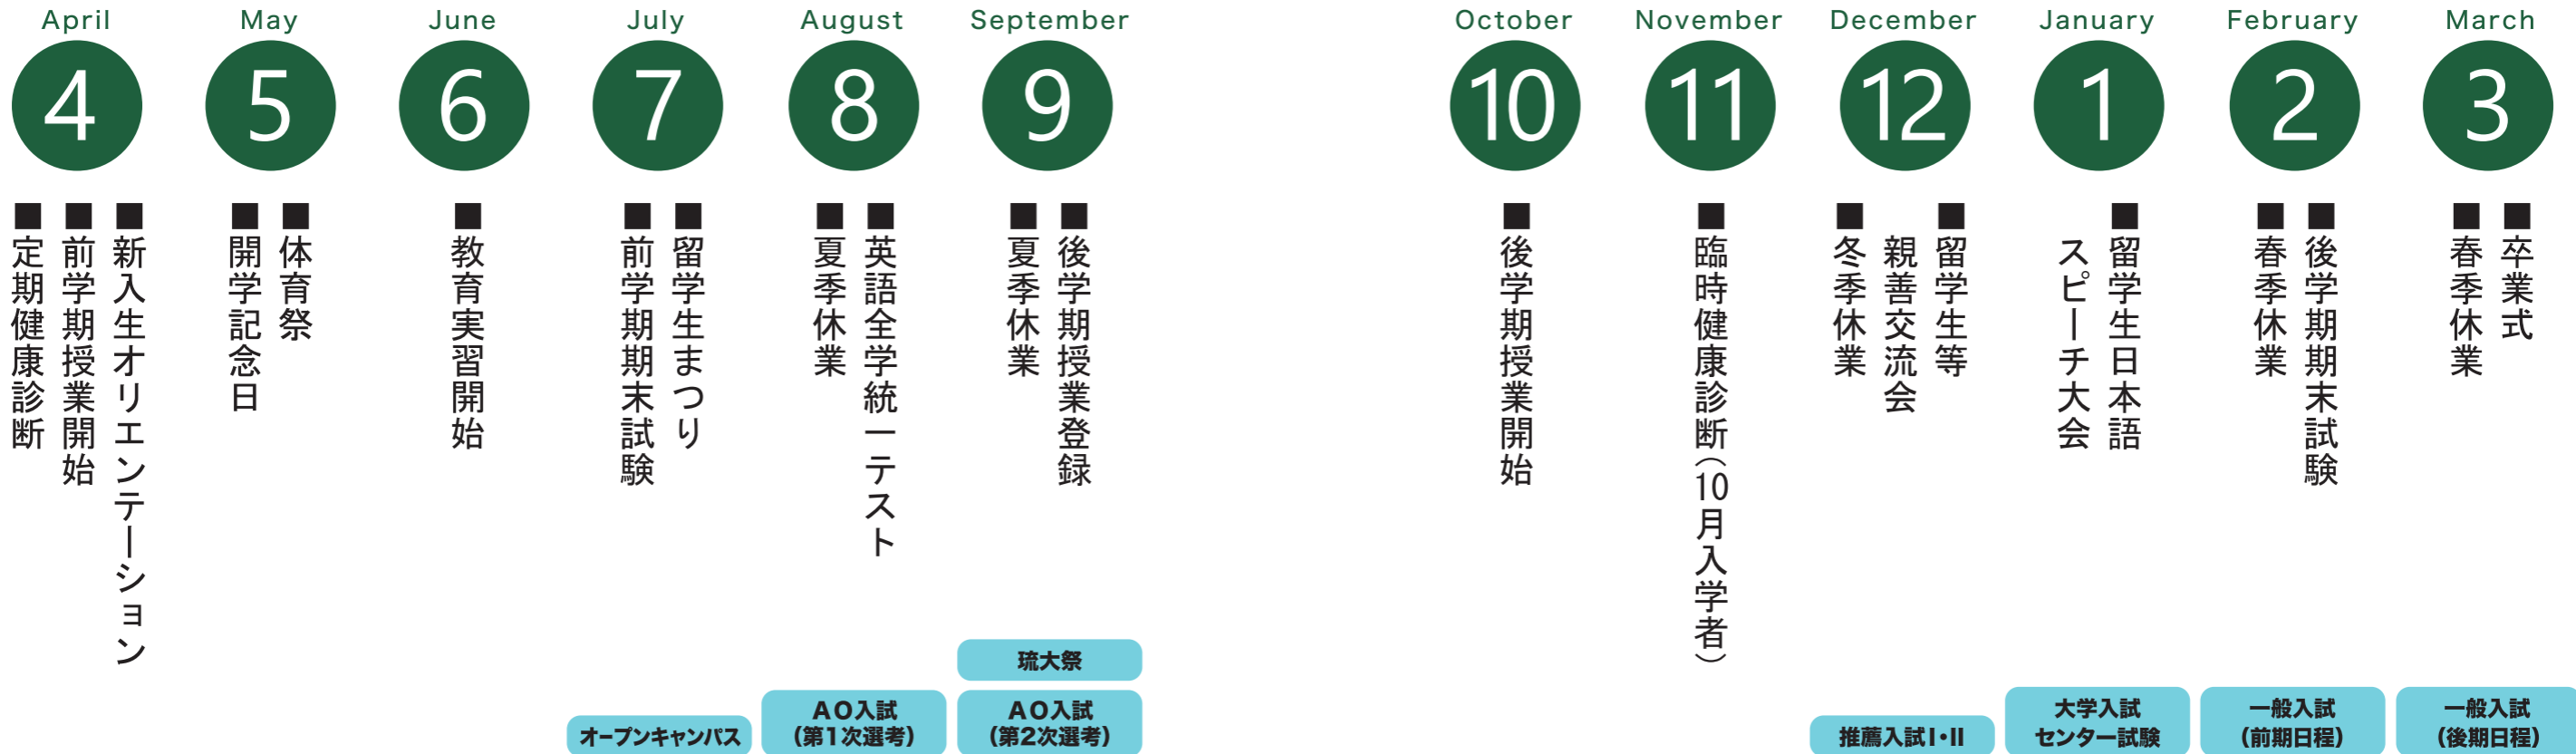 April
4
■新入生オリエンテーション
■前学期授業開始
■定期健康診断
May
5
■体育祭
■開学記念日
June
6
■教育実習開始
July
7
■留学生まつり
■前学期期末試験
オープンキャンパス
August
8
■英語全学統一テスト
■夏季休業
AO入試
(第1次選考)
September
9
■後学期授業登録
■夏季休業
琉大祭
AO入試
(第2次選考)
October
10
■後学期授業開始
November
11
■臨時健康診断(10月入学者)
December
12
■留学生等
親善交流会
■冬季休業
推薦入試Ⅰ・Ⅱ
January
1
■留学生日本語
スピーチ大会
大学入試
センター試験
February
2
■後学期期末試験
■春季休業
一般入試
(前期日程)
March
3
■卒業式
■春季休業
一般入試
(後期日程)